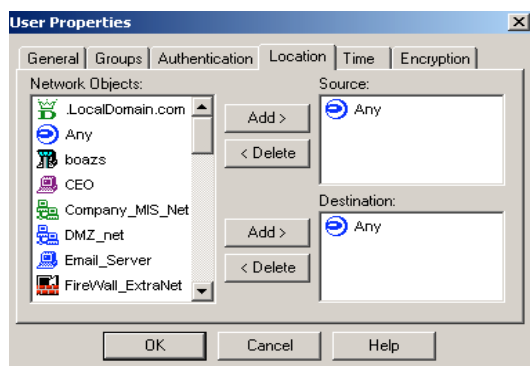 User Properties
General Groups Authentication Location Time Encryption
Network Objects:
.LocalDomain.com
Any
boazs
CEO
Company_MIS_Net
DMZ_net
Email_Server
FireWall_ExtraNet
Add >
< Delete
Add >
< Delete
Source:
Any
Destination:
Any
OK Cancel Help